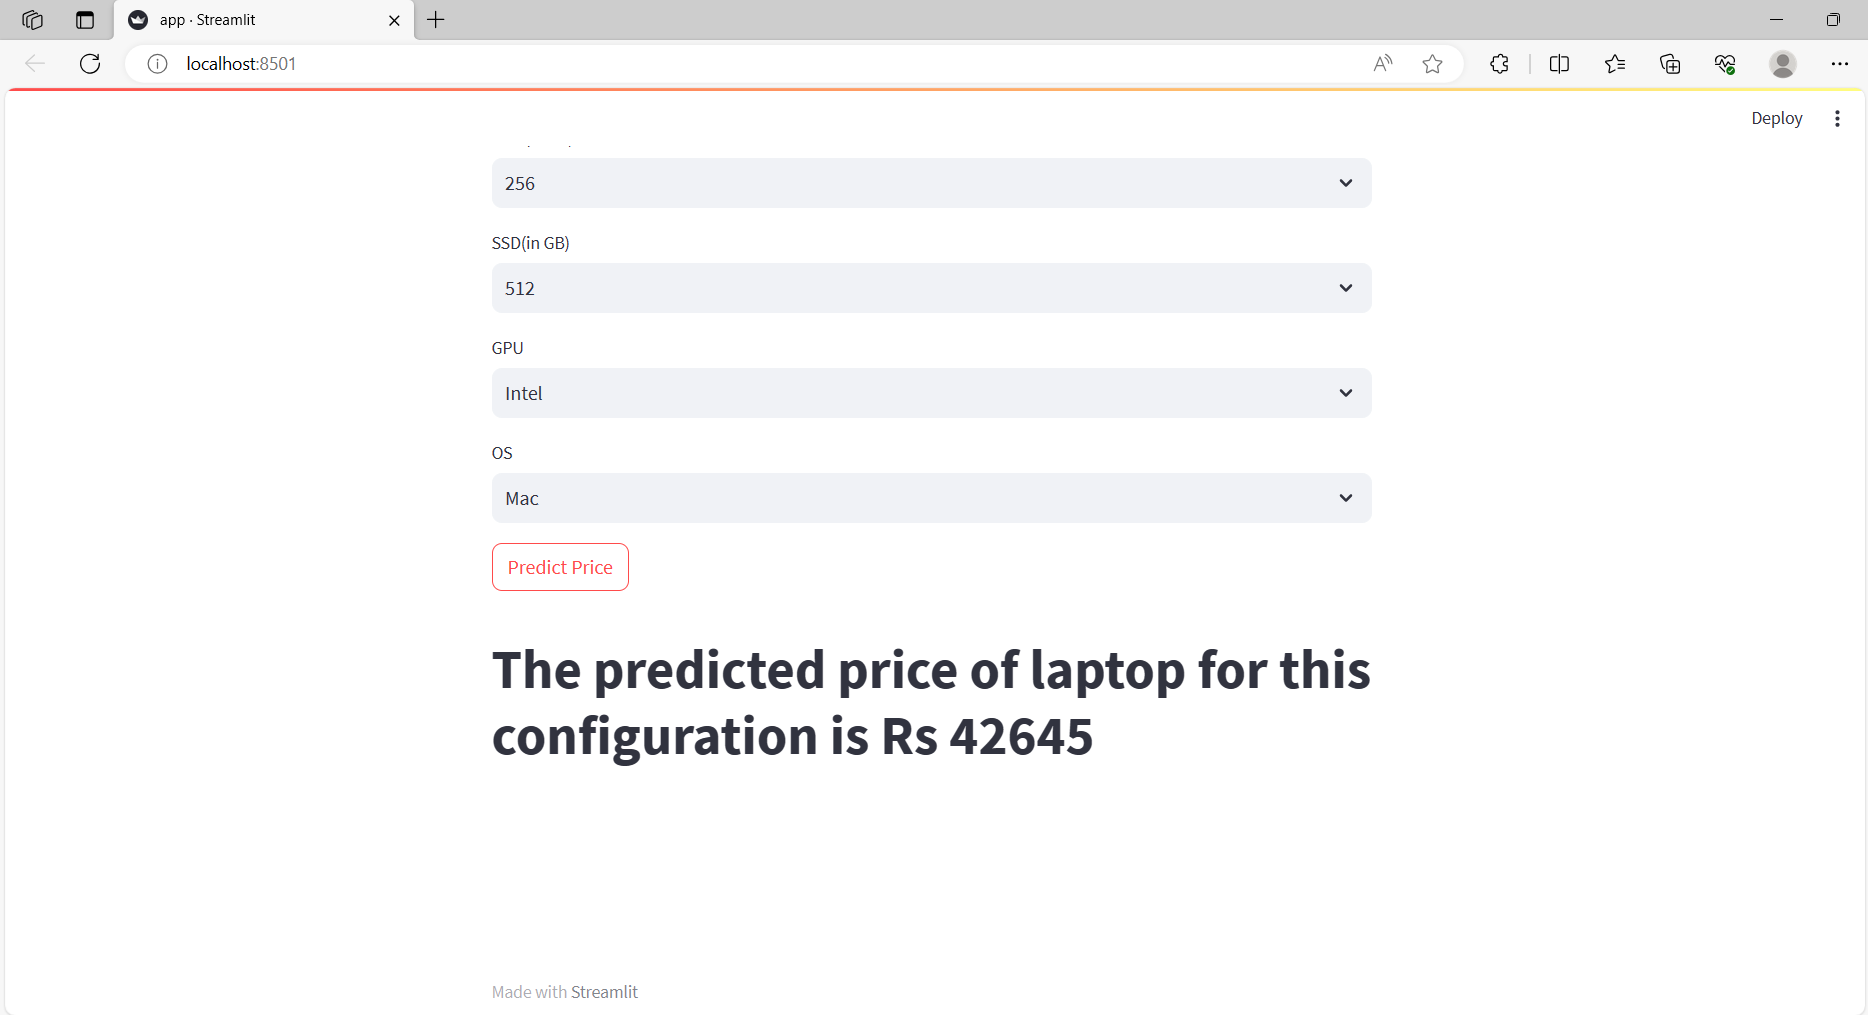 app · Streamlit
localhost:8501
Deploy
256
SSD(in GB)
512
GPU
Intel
OS
Mac
Predict Price
The predicted price of laptop for this
configuration is Rs 42645
Made with Streamlit